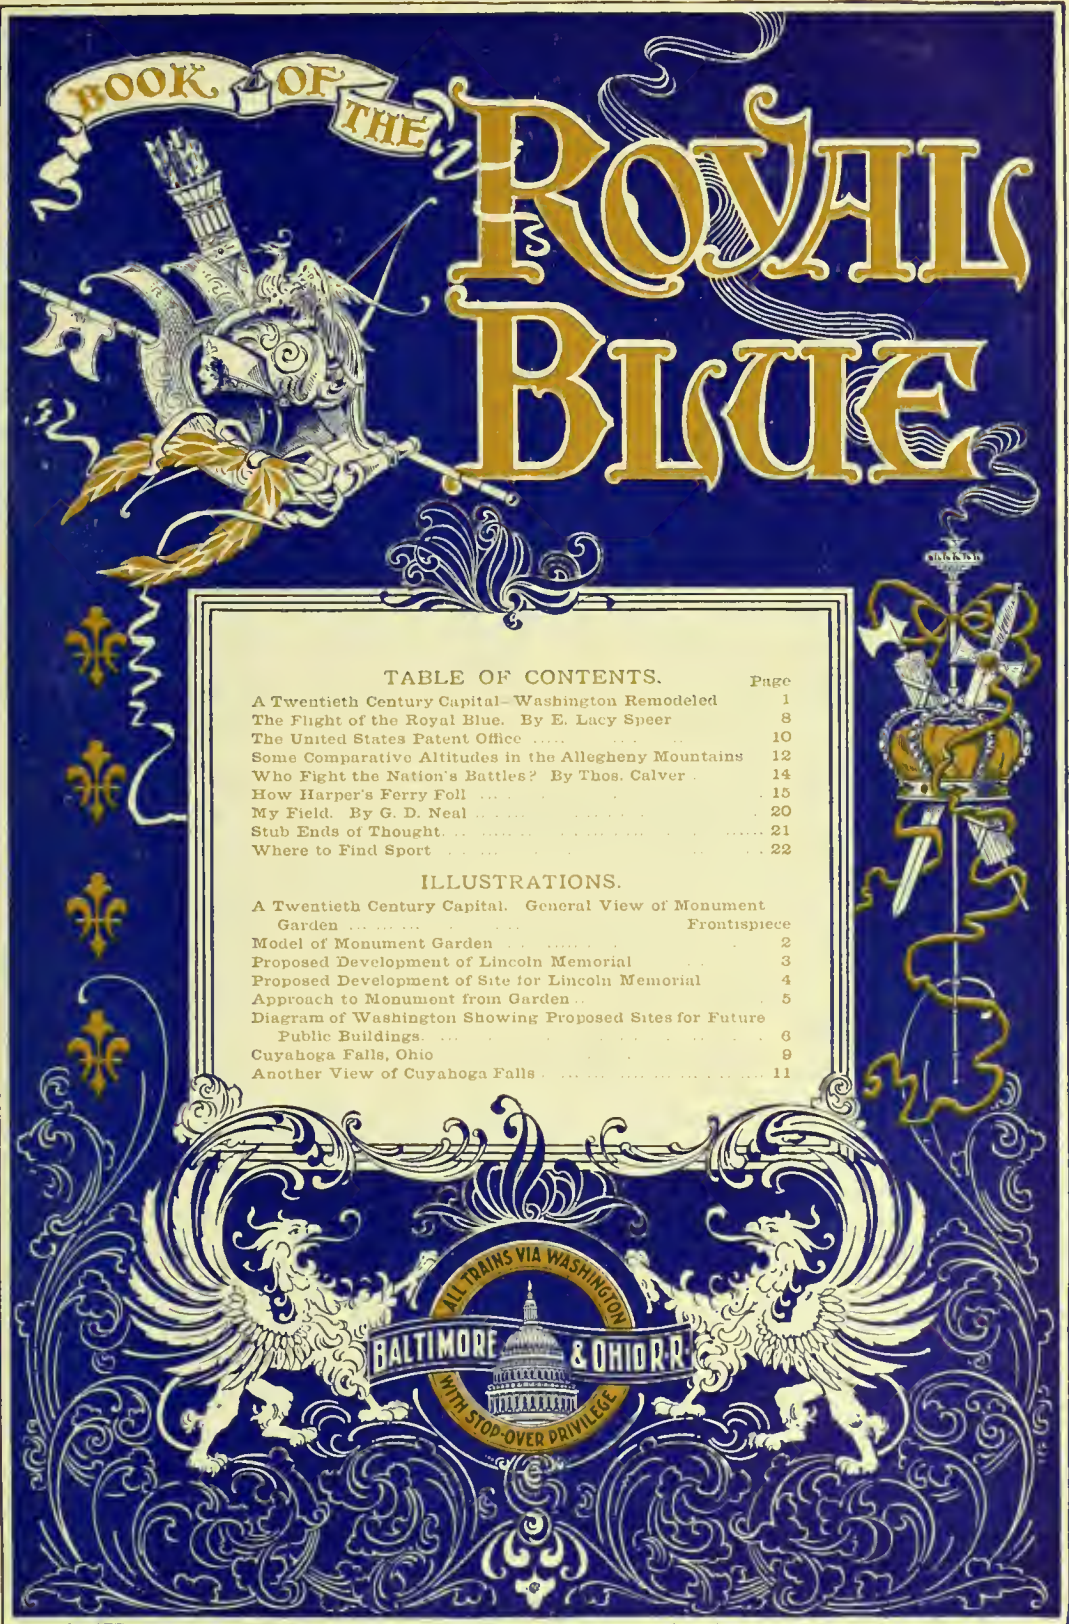 BOOK OF THE
ROYAL
BLUE
TABLE OF CONTENTS.
Page
A Twentieth Century Capital—Washington Remodeled 1
The Flight of the Royal Blue. By E. Lacy Speer 8
The United States Patent Office ..... ... .. 10
Some Comparative Altitudes in the Allegheny Mountains 12
Who Fight the Nation's Battles? By Thos. Calver . 14
How Harper's Ferry Fell ... . . . 15
My Field. By G. D. Neal ..... ...... . 20
Stub Ends of Thought. .. ...... ......... . . ...... 21
Where to Find Sport . ... . . .. . . 22
ILLUSTRATIONS.
A Twentieth Century Capital. General View of Monument
Garden ... ... ... . ... Frontispiece
Model of Monument Garden . . ...... . . 2
Proposed Development of Lincoln Memorial . . 3
Proposed Development of Site for Lincoln Memorial 4
Approach to Monument from Garden .. . 5
Diagram of Washington Showing Proposed Sites for Future
Public Buildings. ... . . . . .. . 6
Cuyahoga Falls, Ohio . . 9
Another View of Cuyahoga Falls . ... .. ............... 11
ALL TRAINS VIA WASHINGTON
BALTIMORE & OHIO R.R.
WITH STOP-OVER PRIVILEGE